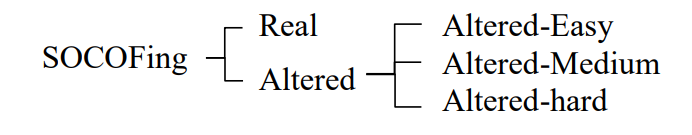 SOCOFing
Real
Altered
Altered-Easy
Altered-Medium
Altered-hard